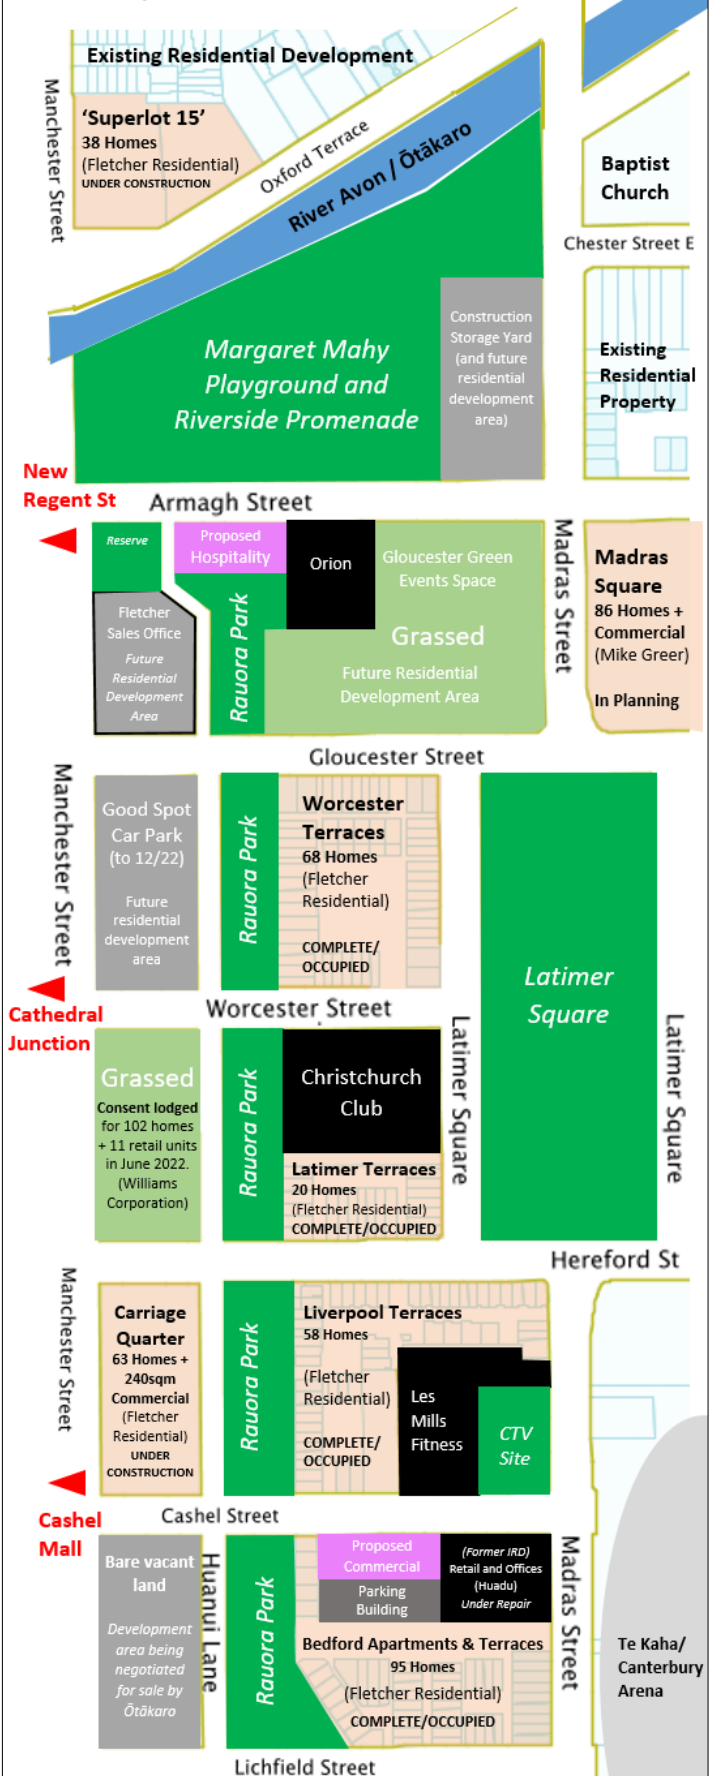 Existing Residential Development
Manchester Street
‘Superlot 15’
38 Homes
(Fletcher Residential)
UNDER CONSTRUCTION
Oxford Terrace
River Avon / Ōtākaro
Baptist
Church
Chester Street E
Construction
Storage Yard
(and future
residential
development
area)
Margaret Mahy
Playground and
Riverside Promenade
Existing
Residential
Property
New
Regent St
Armagh Street
Reserve
Proposed
Hospitality
Orion
Gloucester Green
Events Space
Grassed
Future Residential
Development Area
Madras Street
Madras
Square
86 Homes +
Commercial
(Mike Greer)
In Planning
Fletcher
Sales Office
Future
Residential
Development
Area
Rauora Park
Gloucester Street
Manchester Street
Good Spot
Car Park
(to 12/22)
Future
residential
development
area
Rauora Park
Worcester
Terraces
68 Homes
(Fletcher
Residential)
COMPLETE/
OCCUPIED
Latimer
Square
Cathedral
Junction
Worcester Street
Latimer Square
Latimer Square
Grassed
Consent lodged
for 102 homes
+ 11 retail units
in June 2022.
(Williams
Corporation)
Rauora Park
Christchurch
Club
Latimer Terraces
20 Homes
(Fletcher Residential)
COMPLETE/OCCUPIED
Hereford St
Manchester Street
Carriage
Quarter
63 Homes +
240sqm
Commercial
(Fletcher
Residential)
UNDER
CONSTRUCTION
Rauora Park
Liverpool Terraces
58 Homes
(Fletcher
Residential)
COMPLETE/
OCCUPIED
Les
Mills
Fitness
CTV
Site
Cashel
Mall
Cashel Street
Bare vacant
land
Development
area being
negotiated
for sale by
Ōtākaro
Huanui Lane
Rauora Park
Proposed
Commercial
Parking
Building
(Former IRD)
Retail and Offices
(Huadu)
Under Repair
Bedford Apartments & Terraces
95 Homes
(Fletcher Residential)
COMPLETE/OCCUPIED
Madras Street
Te Kaha/
Canterbury
Arena
Lichfield Street